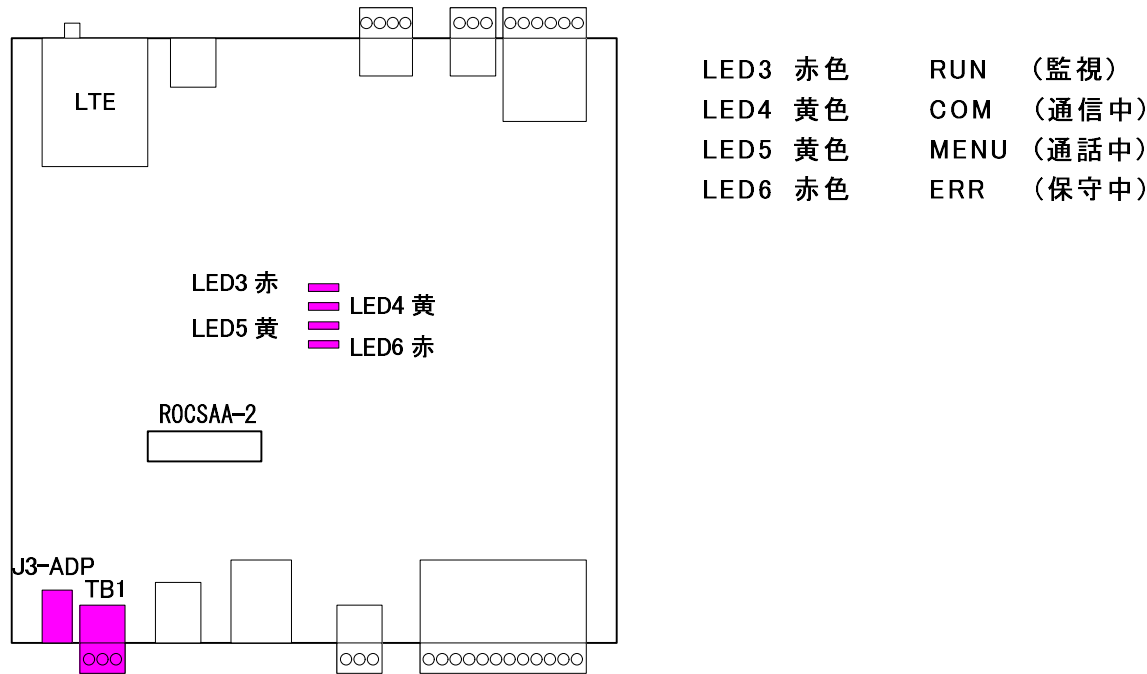 LTE
LED3 赤色 RUN （監視）
LED4 黄色 COM （通信中）
LED5 黄色 MENU （通話中）
LED6 赤色 ERR （保守中）
LED3 赤
LED4 黄
LED5 黄
LED6 赤
ROCSAA-2
J3-ADP
TB1